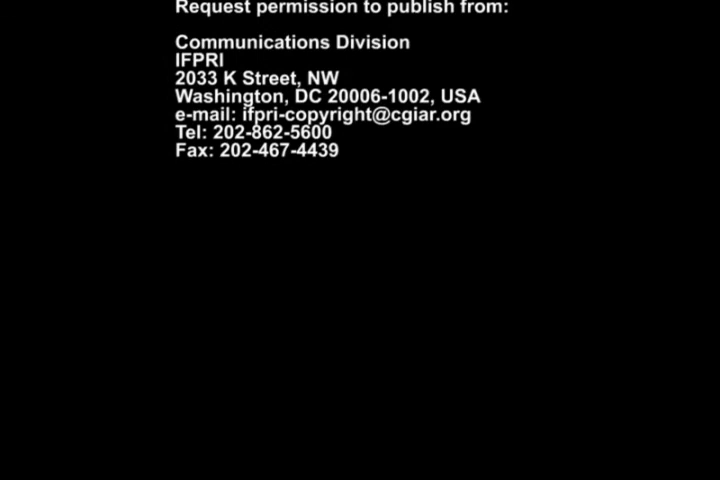 Request permission to publish from:
Communications Division
IFPRI
2033 K Street, NW
Washington, DC 20006-1002, USA
e-mail: ifpri-copyright@cgiar.org
Tel: 202-862-5600
Fax: 202-467-4439